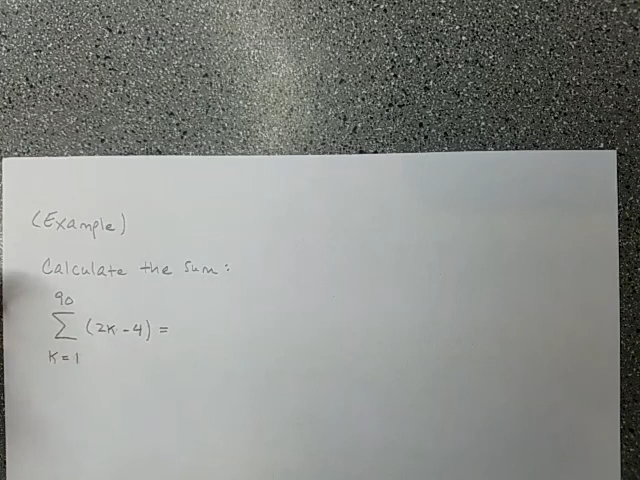 (Example)
Calculate the sum:
90
∑ (2k-4) =
k=1